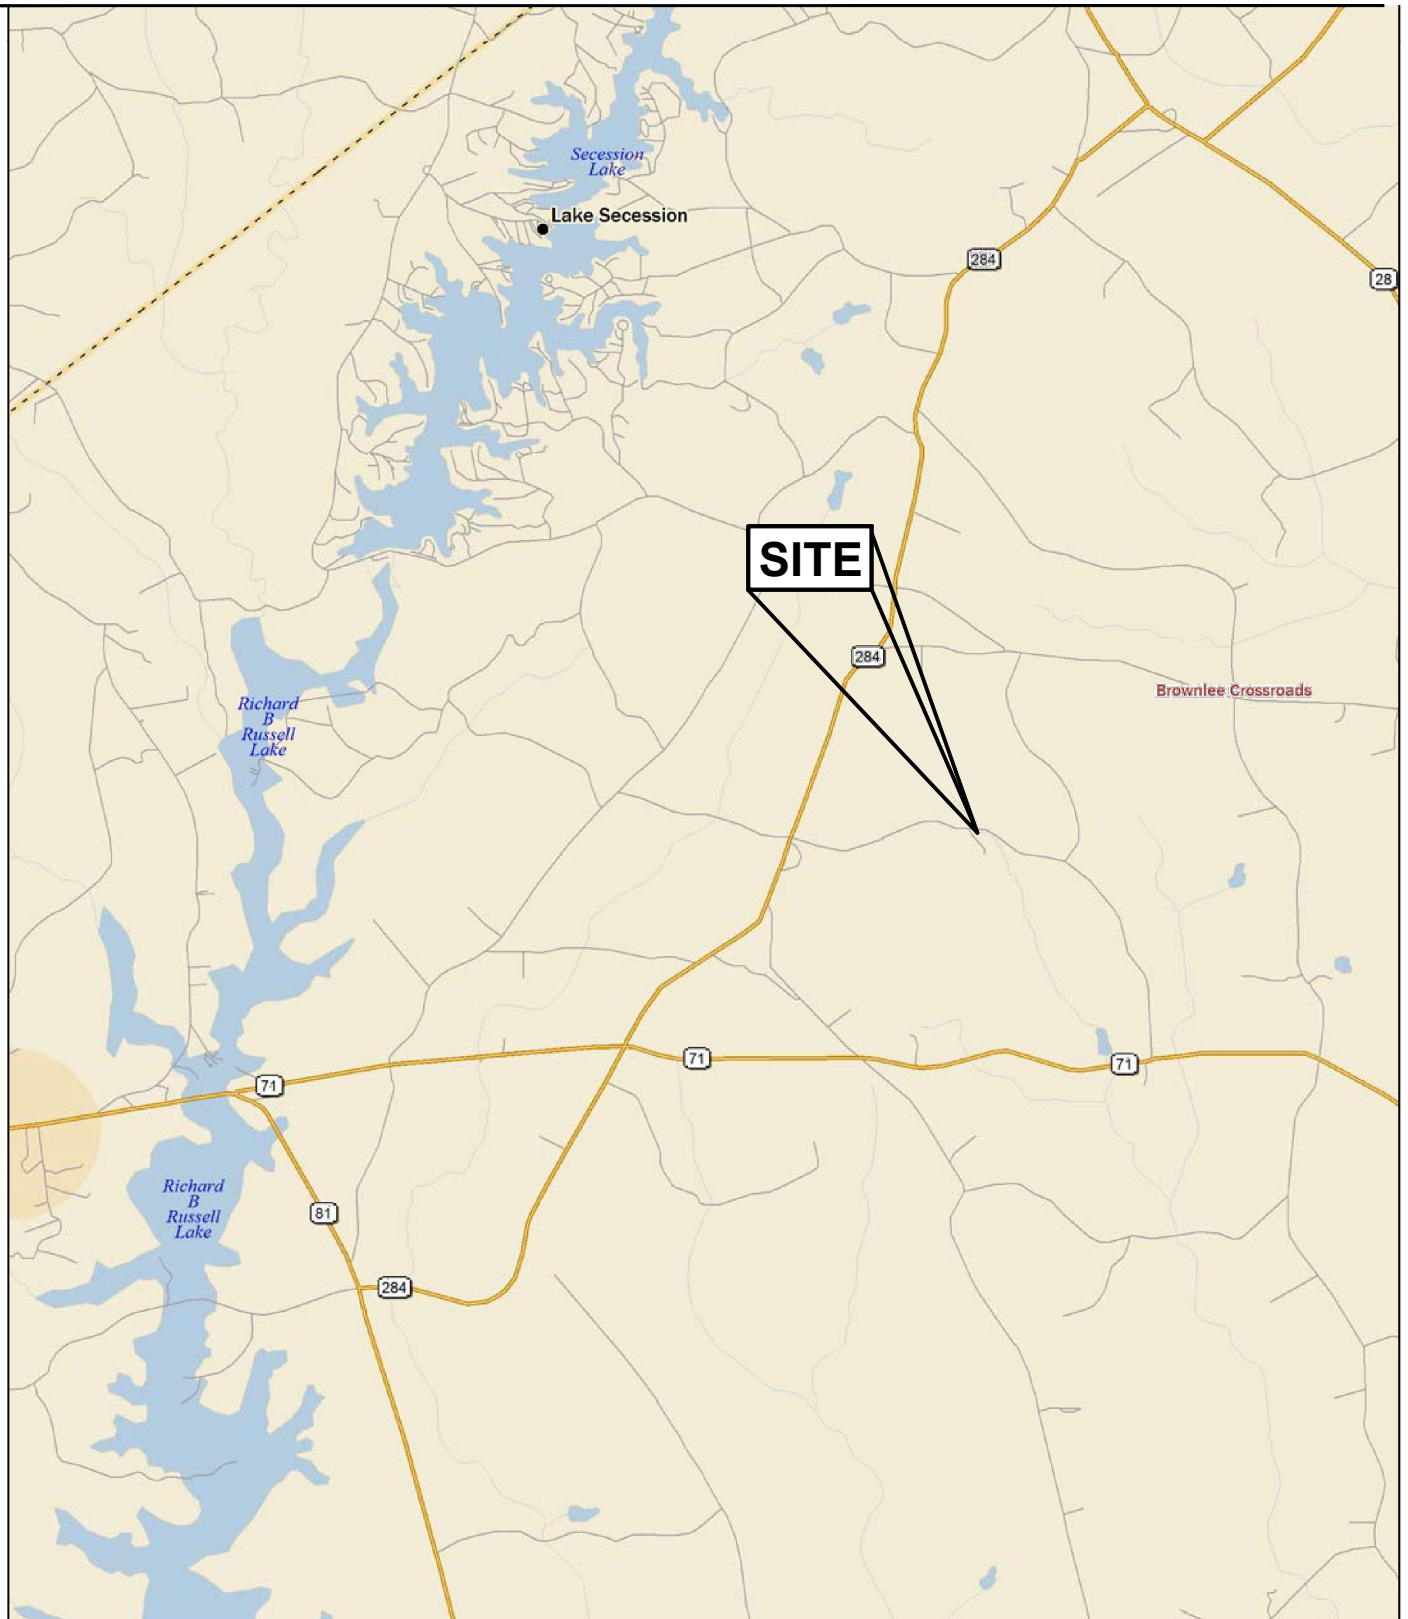 Secession
Lake
Lake Secession
284
28
SITE
284
Brownlee Crossroads
Richard
B
Russell
Lake
71
71
71
Richard
B
Russell
Lake
81
284